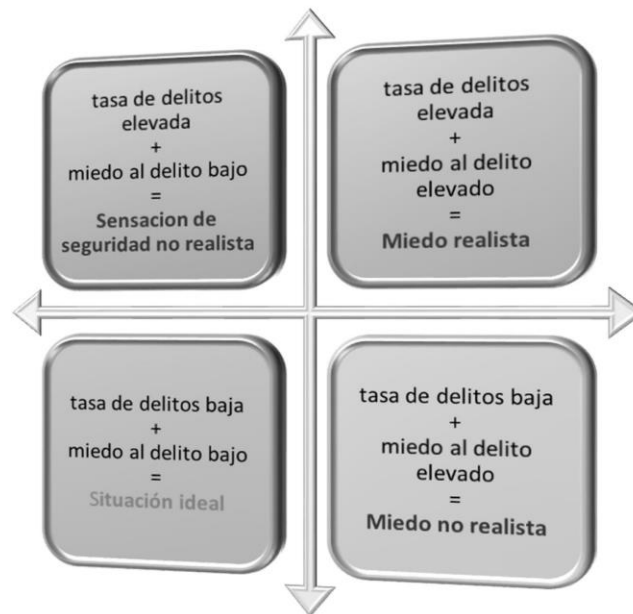 tasa de delitos
elevada
+
miedo al delito bajo
=
Sensacion de
seguridad no realista
tasa de delitos
elevada
+
miedo al delito
elevado
=
Miedo realista
tasa de delitos baja
+
miedo al delito bajo
=
Situación ideal
tasa de delitos baja
+
miedo al delito
elevado
=
Miedo no realista